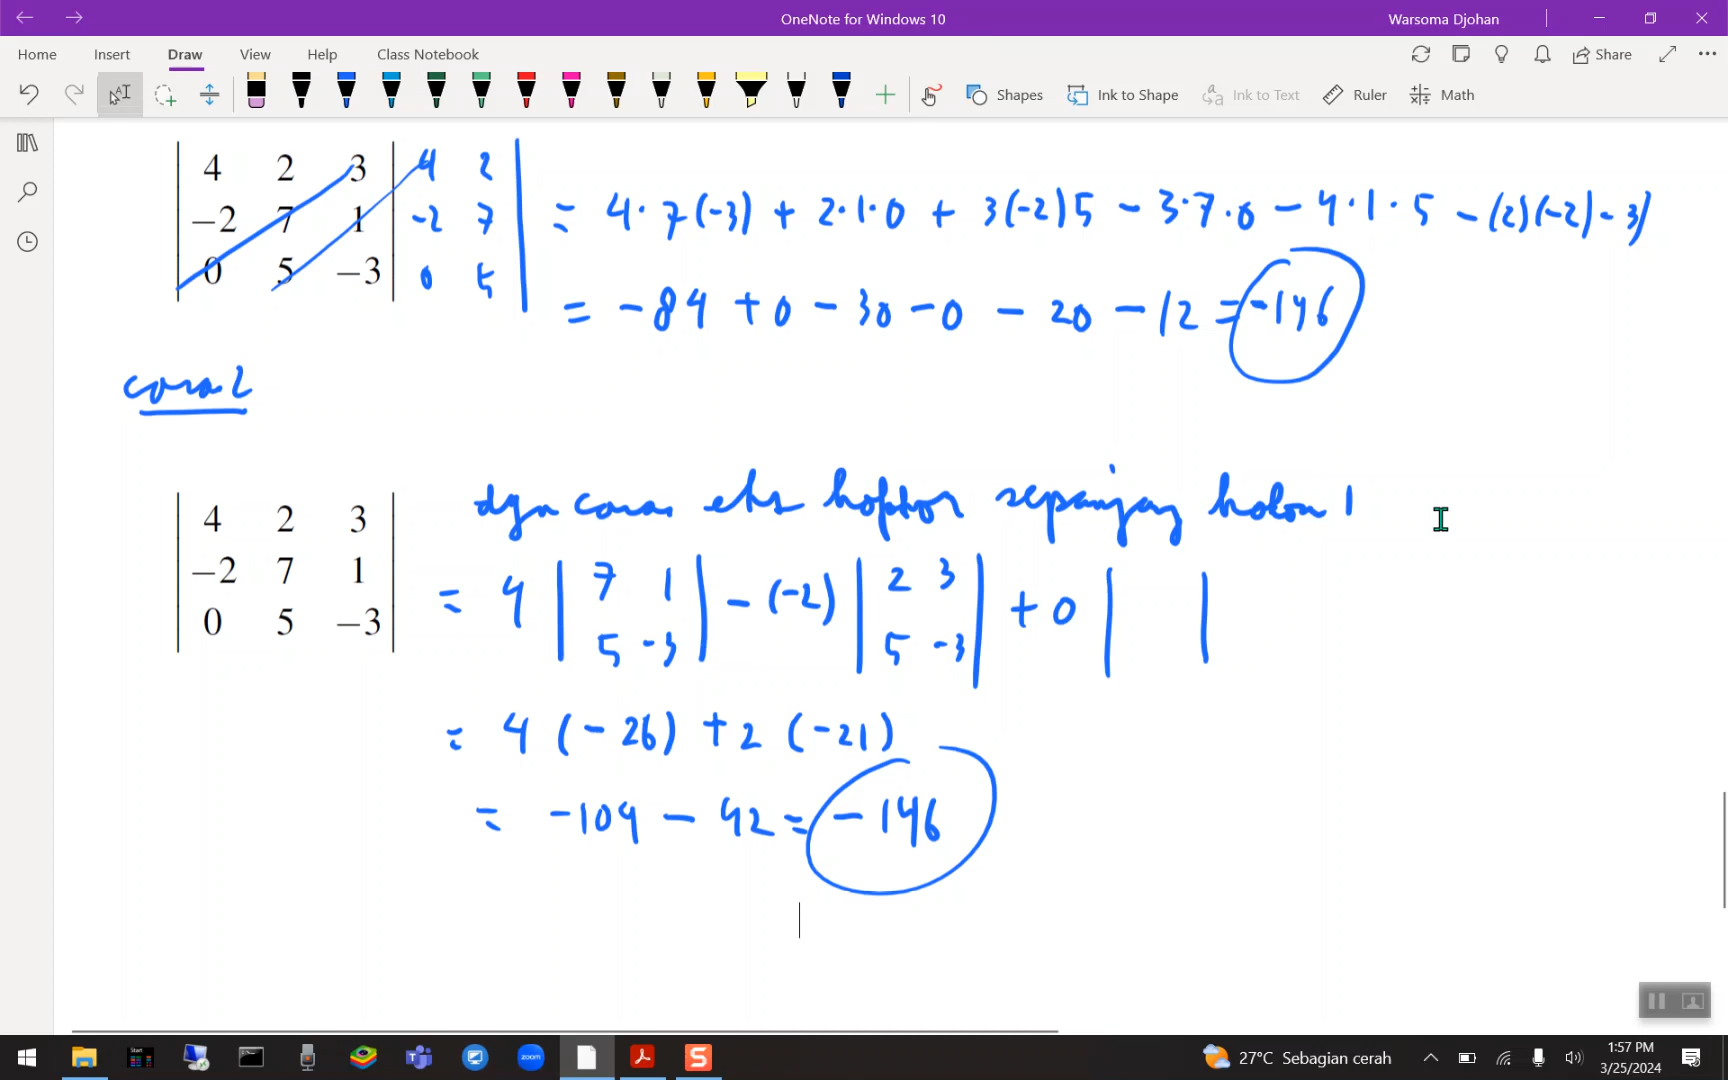 OneNote for Windows 10
Warsoma Djohan
Home Insert Draw View Help Class Notebook
Share
Shapes Ink to Shape Ink to Text Ruler Math
4 2 3 4 2
-2 7 1 -2 7 = 4·7(-3) + 2·1·0 + 3(-2)5 - 3·7·0 - 4·1·5 - (2)(-2)-3)
0 5 -3 0 5
= -84 + 0 - 30 - 0 - 20 - 12 = -146
cara 2
dgn cara eks sepanjang kolom 1
4 2 3
-2 7 1
0 5 -3
= 4 | 7 1 | - (-2) | 2 3 | + 0 | |
5 -3 5 -3
= 4 (-26) + 2 (-21)
= -104 - 42 = -146
Start
zoom
S
27°C Sebagian cerah
1:57 PM
3/25/2024